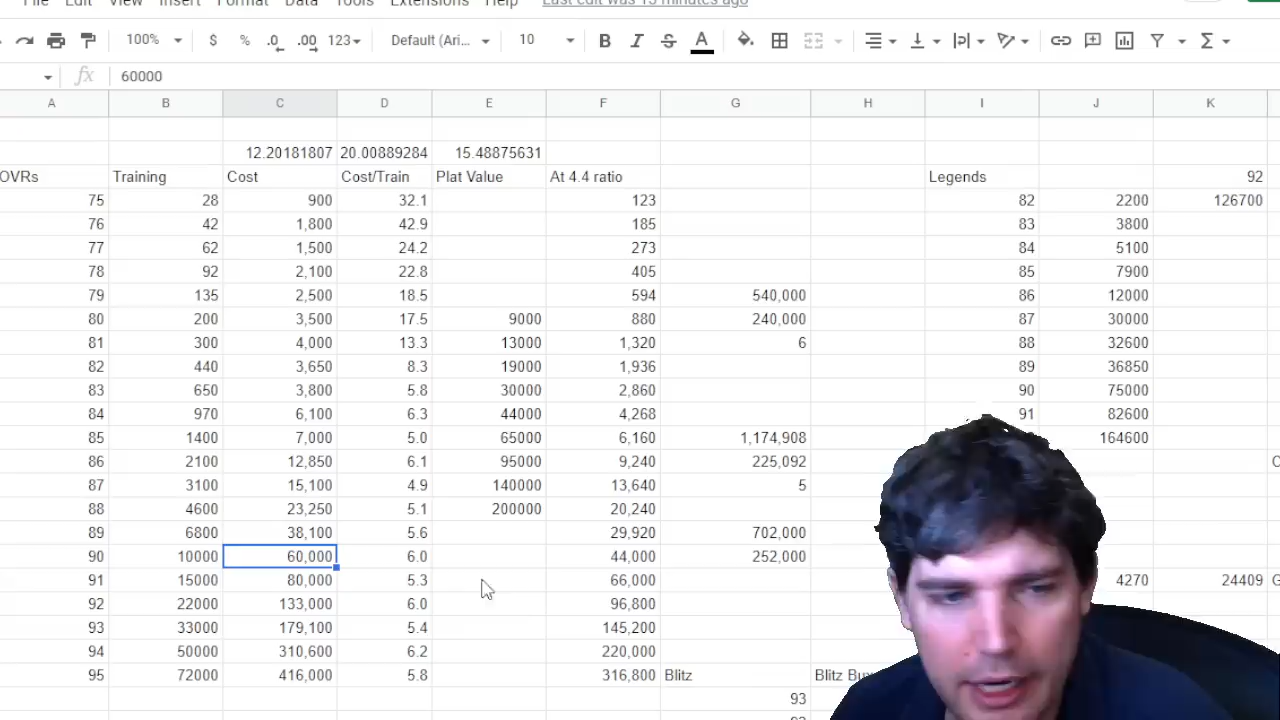 File Edit View Insert Format Data Tools Extensions Help Last edit was 15 minutes ago
100% $ % .0 .00 123 Default (Ari... 10 B I A
fx 60000
A B C D E F G H I J K
12.20181807 20.00889284 15.48875631
OVRs Training Cost Cost/Train Plat Value At 4.4 ratio Legends 92
75 28 900 32.1 123 82 2200 126700
76 42 1,800 42.9 185 83 3800
77 62 1,500 24.2 273 84 5100
78 92 2,100 22.8 405 85 7900
79 135 2,500 18.5 594 540,000 86 12000
80 200 3,500 17.5 9000 880 240,000 87 30000
81 300 4,000 13.3 13000 1,320 6 88 32600
82 440 3,650 8.3 19000 1,936 89 36850
83 650 3,800 5.8 30000 2,860 90 75000
84 970 6,100 6.3 44000 4,268 91 82600
85 1400 7,000 5.0 65000 6,160 1,174,908 164600
86 2100 12,850 6.1 95000 9,240 225,092
87 3100 15,100 4.9 140000 13,640 5
88 4600 23,250 5.1 200000 20,240
89 6800 38,100 5.6 29,920 702,000
90 10000 60,000 6.0 44,000 252,000
91 15000 80,000 5.3 66,000 4270 24409
92 22000 133,000 6.0 96,800
93 33000 179,100 5.4 145,200
94 50000 310,600 6.2 220,000
95 72000 416,000 5.8 316,800 Blitz Blitz
93